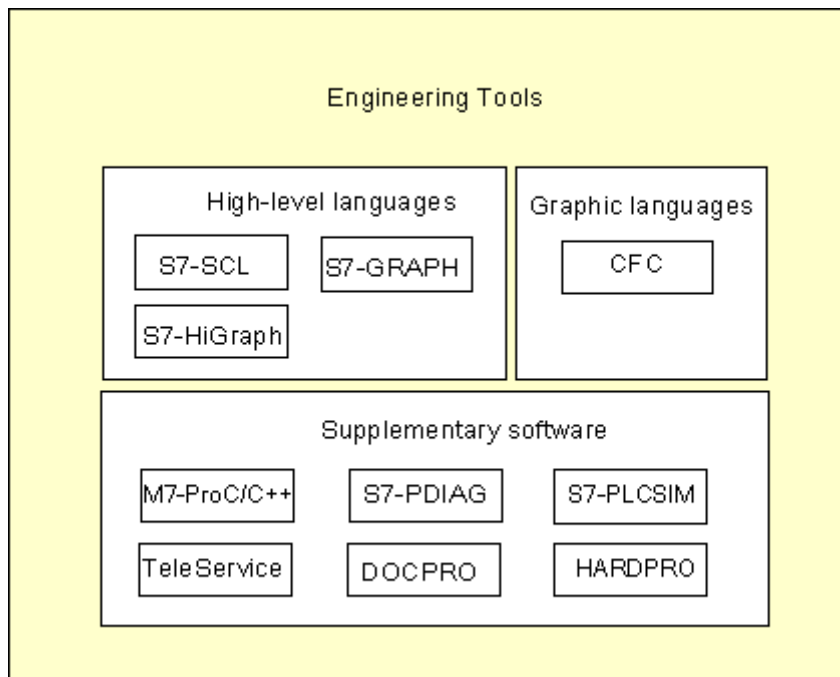 Engineering Tools
High-level languages
S7-SCL
S7-GRAPH
S7-HiGraph
Graphic languages
CFC
Supplementary software
M7-ProC/C++
S7-PDIAG
S7-PLCSIM
TeleService
DOCPRO
HARDPRO